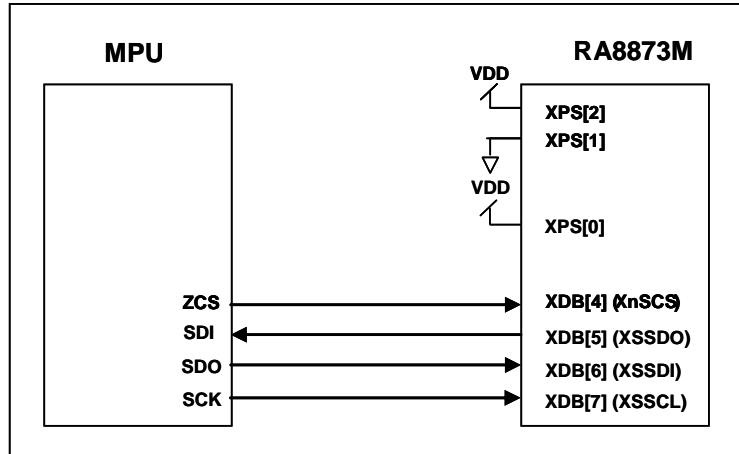 MPU
RA8873M
VDD
XPS[2]
XPS[1]
VDD
XPS[0]
ZCS
XDB[4] (XnSCS)
SDI
XDB[5] (XSSDO)
SDO
XDB[6] (XSSDI)
SCK
XDB[7] (XSSCL)